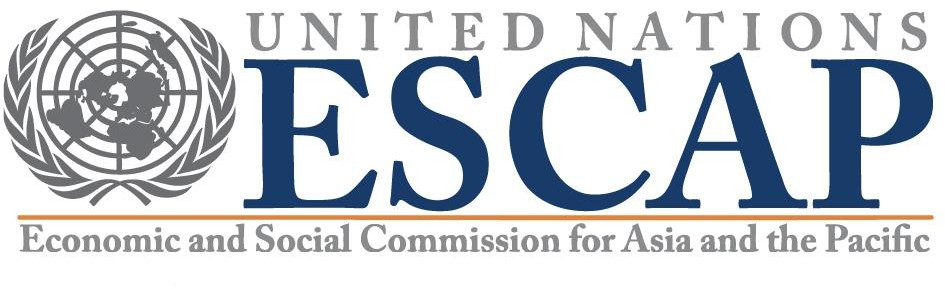 UNITED NATIONS
ESCAP
Economic and Social Commission for Asia and the Pacific